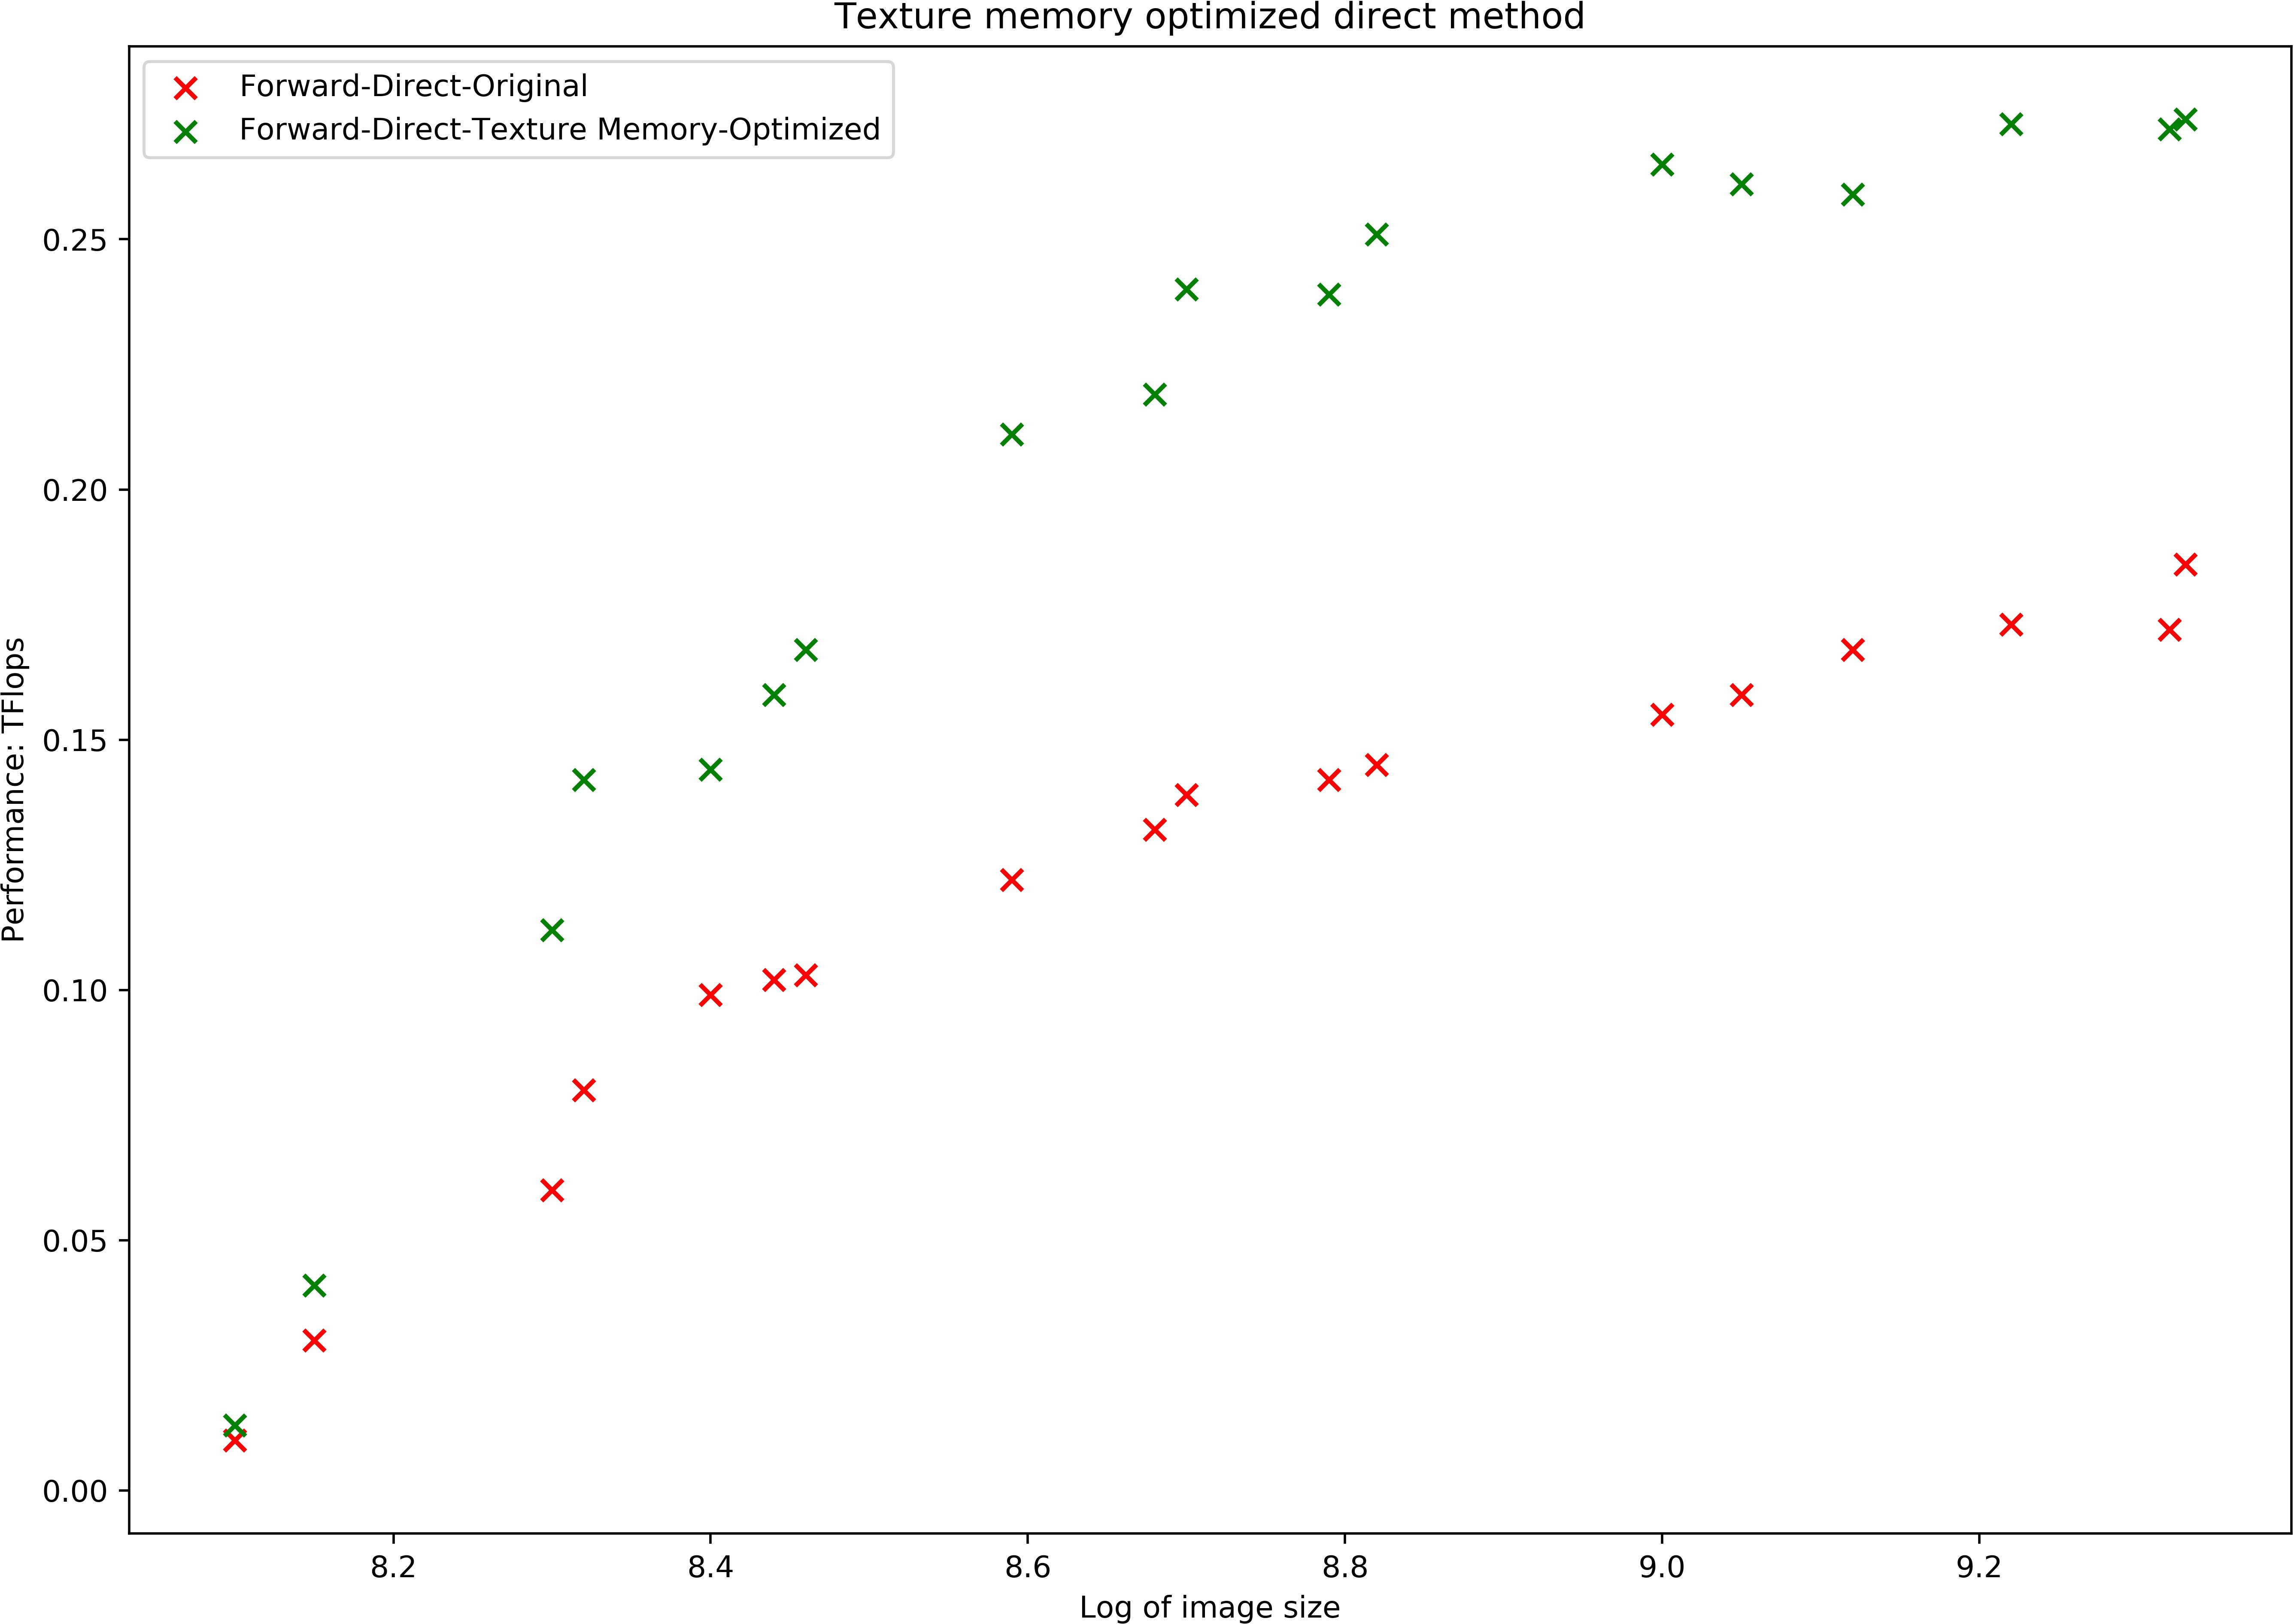 Texture memory optimized direct method
Forward-Direct-Original
Forward-Direct-Texture Memory-Optimized
0.25
0.20
0.15
0.10
0.05
0.00
Performance: TFlops
8.2 8.4 8.6 8.8 9.0 9.2
Log of image size